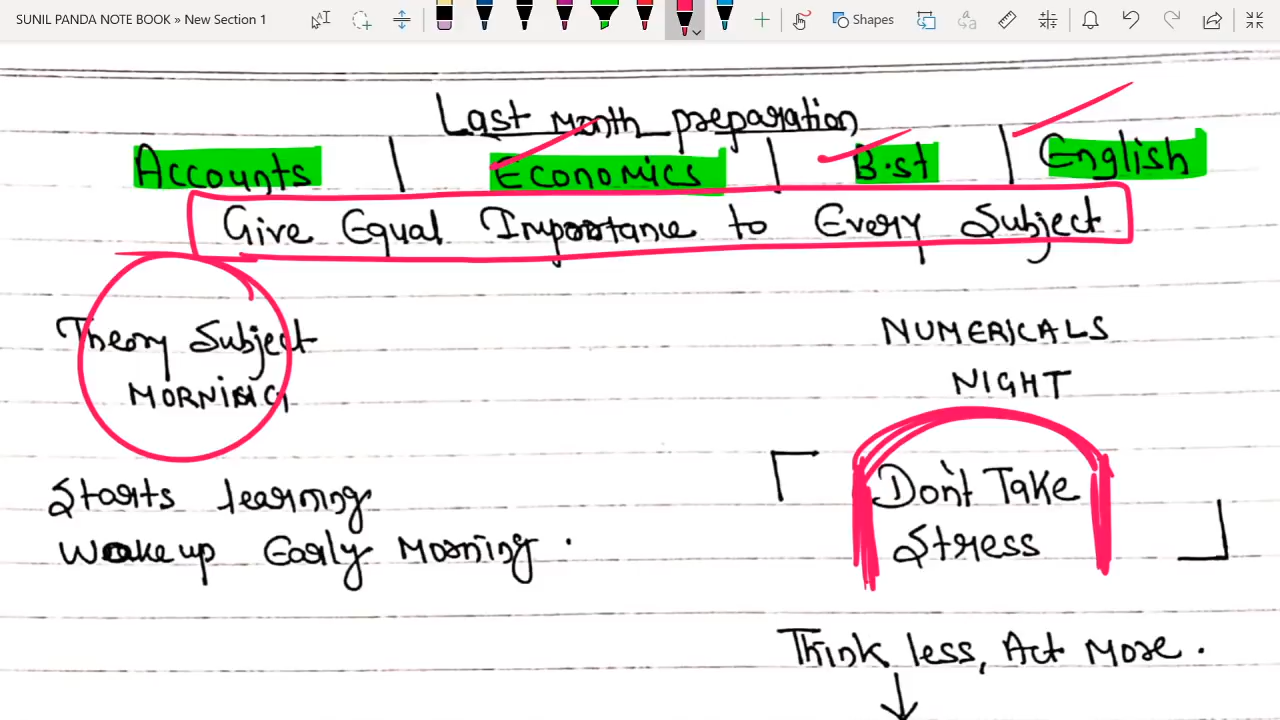 SUNIL PANDA NOTE BOOK » New Section 1
Shapes
Last Month preparation
Accounts | Economics | B.st | English
Give Equal Importance to Every Subject
Theory Subject
MORNING
NUMERICALS
NIGHT
Starts learning
Wakeup Early Morning .
Don't Take
Stress
Think less, Act More .